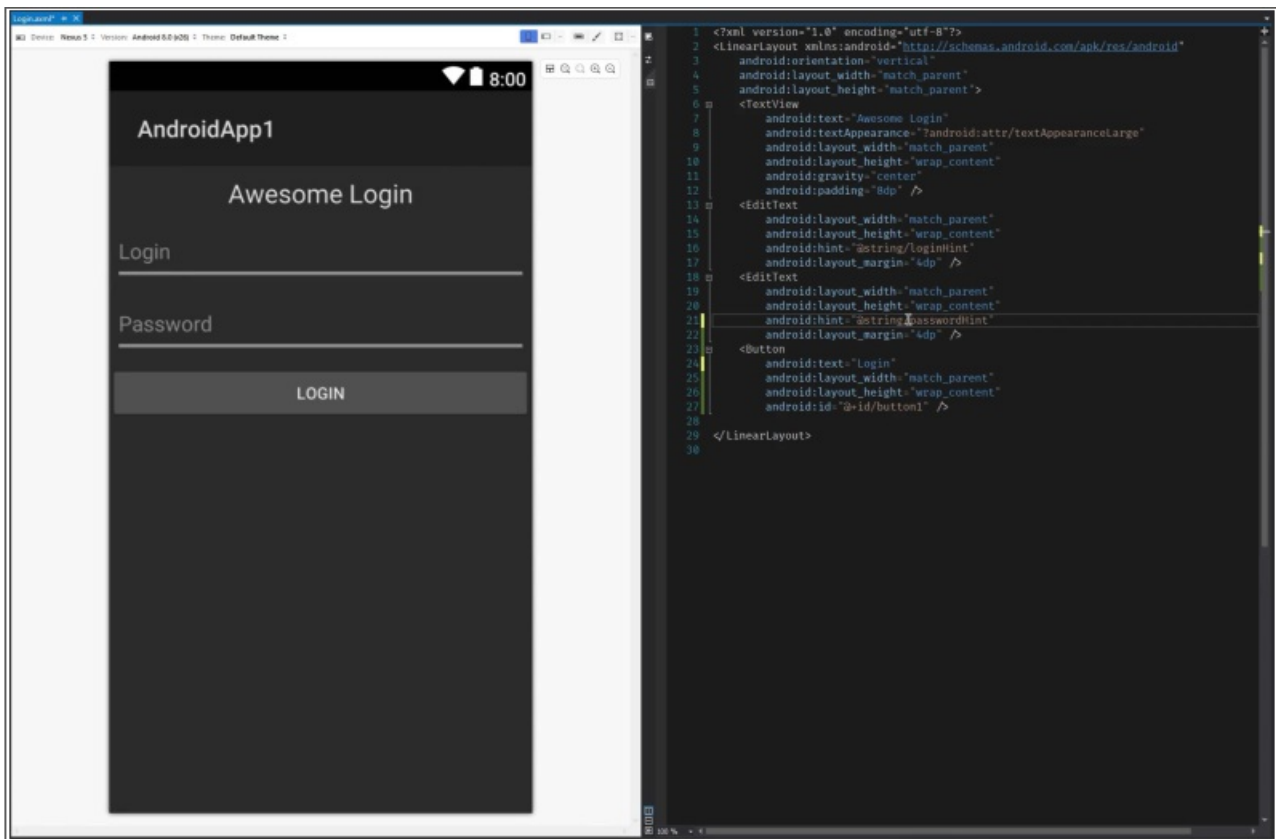 Login.axml*
Device: Nexus 5 Version: Android 8.0 (v26) Theme: Default Theme
8:00
AndroidApp1
Awesome Login
Login
Password
LOGIN
1 <?xml version="1.0" encoding="utf-8"?>
2 <LinearLayout xmlns:android="http://schemas.android.com/apk/res/android"
3 android:orientation="vertical"
4 android:layout_width="match_parent"
5 android:layout_height="match_parent">
6 <TextView
7 android:text="Awesome Login"
8 android:textAppearance="?android:attr/textAppearanceLarge"
9 android:layout_width="match_parent"
10 android:layout_height="wrap_content"
11 android:gravity="center"
12 android:padding="8dp" />
13 <EditText
14 android:layout_width="match_parent"
15 android:layout_height="wrap_content"
16 android:hint="@string/loginHint"
17 android:layout_margin="4dp" />
18 <EditText
19 android:layout_width="match_parent"
20 android:layout_height="wrap_content"
21 android:hint="@string/passwordHint"
22 android:layout_margin="4dp" />
23 <Button
24 android:text="Login"
25 android:layout_width="match_parent"
26 android:layout_height="wrap_content"
27 android:id="@+id/button1" />
28
29 </LinearLayout>
30
100 %